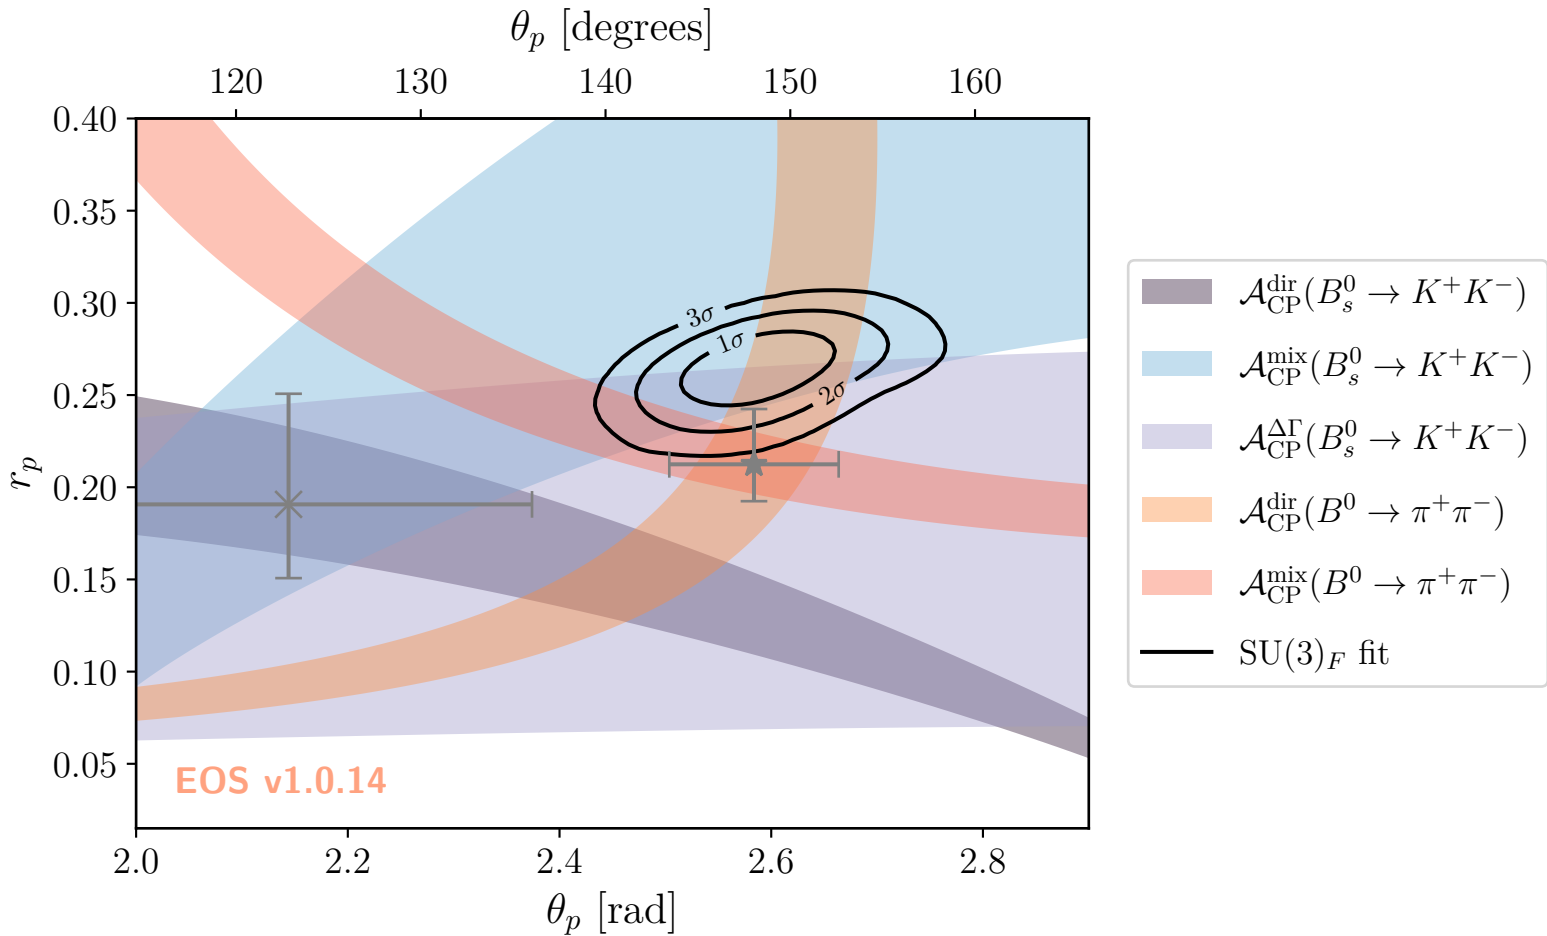 θ_p [degrees]
120 130 140 150 160
0.40
0.35
0.30
0.25
0.20
0.15
0.10
0.05
r_p
3σ
1σ
2σ
EOS v1.0.14
2.0 2.2 2.4 2.6 2.8
θ_p [rad]
𝒜_CP^dir(B_s^0 → K^+K^−)
𝒜_CP^mix(B_s^0 → K^+K^−)
𝒜_CP^ΔΓ(B_s^0 → K^+K^−)
𝒜_CP^dir(B^0 → π^+π^−)
𝒜_CP^mix(B^0 → π^+π^−)
SU(3)_F fit